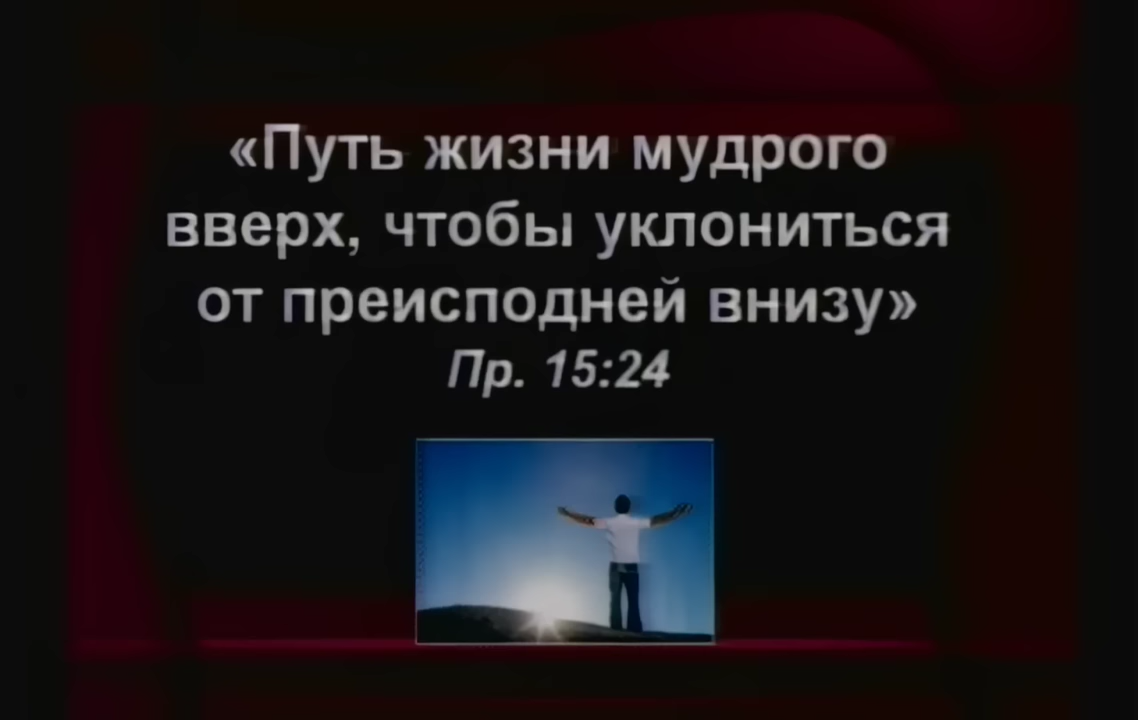 «Путь жизни мудрого
вверх, чтобы уклониться
от преисподней внизу»
Пр. 15:24